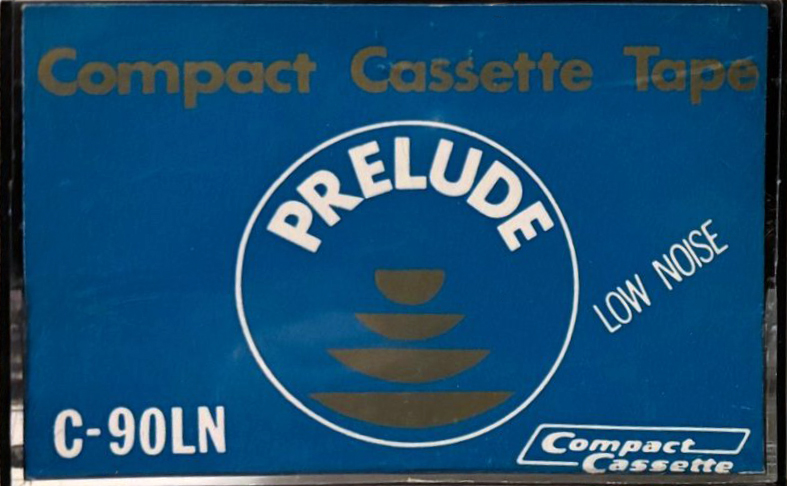 Compact Cassette Tape
PRELUDE
LOW NOISE
C-90LN
Compact
Cassette